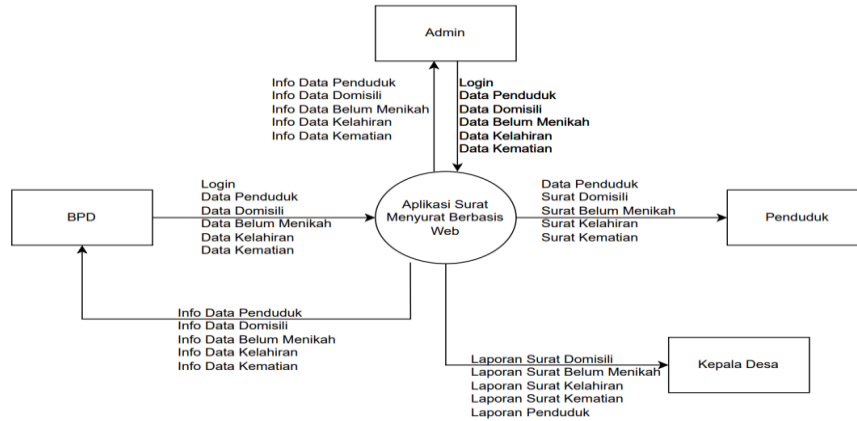 Admin
Info Data Penduduk
Info Data Domisili
Info Data Belum Menikah
Info Data Kelahiran
Info Data Kematian
Login
Data Penduduk
Data Domisili
Data Belum Menikah
Data Kelahiran
Data Kematian
BPD
Login
Data Penduduk
Data Domisili
Data Belum Menikah
Data Kelahiran
Data Kematian
Aplikasi Surat
Menyurat Berbasis
Web
Data Penduduk
Surat Domisili
Surat Belum Menikah
Surat Kelahiran
Surat Kematian
Penduduk
Info Data Penduduk
Info Data Domisili
Info Data Belum Menikah
Info Data Kelahiran
Info Data Kematian
Laporan Surat Domisili
Laporan Surat Belum Menikah
Laporan Surat Kelahiran
Laporan Surat Kematian
Laporan Penduduk
Kepala Desa